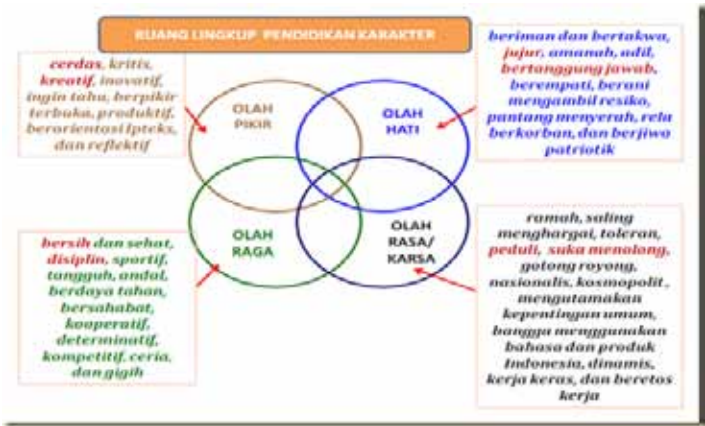 RUANG LINGKUP PENDIDIKAN KARAKTER
cerdas, kritis,
kreatif, inovatif,
ingin tahu, berpikir
terbuka, produktif,
berorientasi Ipteks,
dan reflektif
beriman dan bertakwa,
jujur, amanah, adil,
bertanggung jawab,
berempati, berani
mengambil resiko,
pantang menyerah, rela
berkorban, dan berjiwa
patriotik
OLAH
PIKIR
OLAH
HATI
OLAH
RAGA
OLAH
RASA/
KARSA
bersih dan sehat,
disiplin, sportif,
tangguh, andal,
berdaya tahan,
bersahabat,
kooperatif,
determinatif,
kompetitif, ceria,
dan gigih
ramah, saling
menghargai, toleran,
peduli, suka menolong,
gotong royong,
nasionalis, kosmopolit,
mengutamakan
kepentingan umum,
bangga menggunakan
bahasa dan produk
Indonesia, dinamis,
kerja keras, dan beretos
kerja